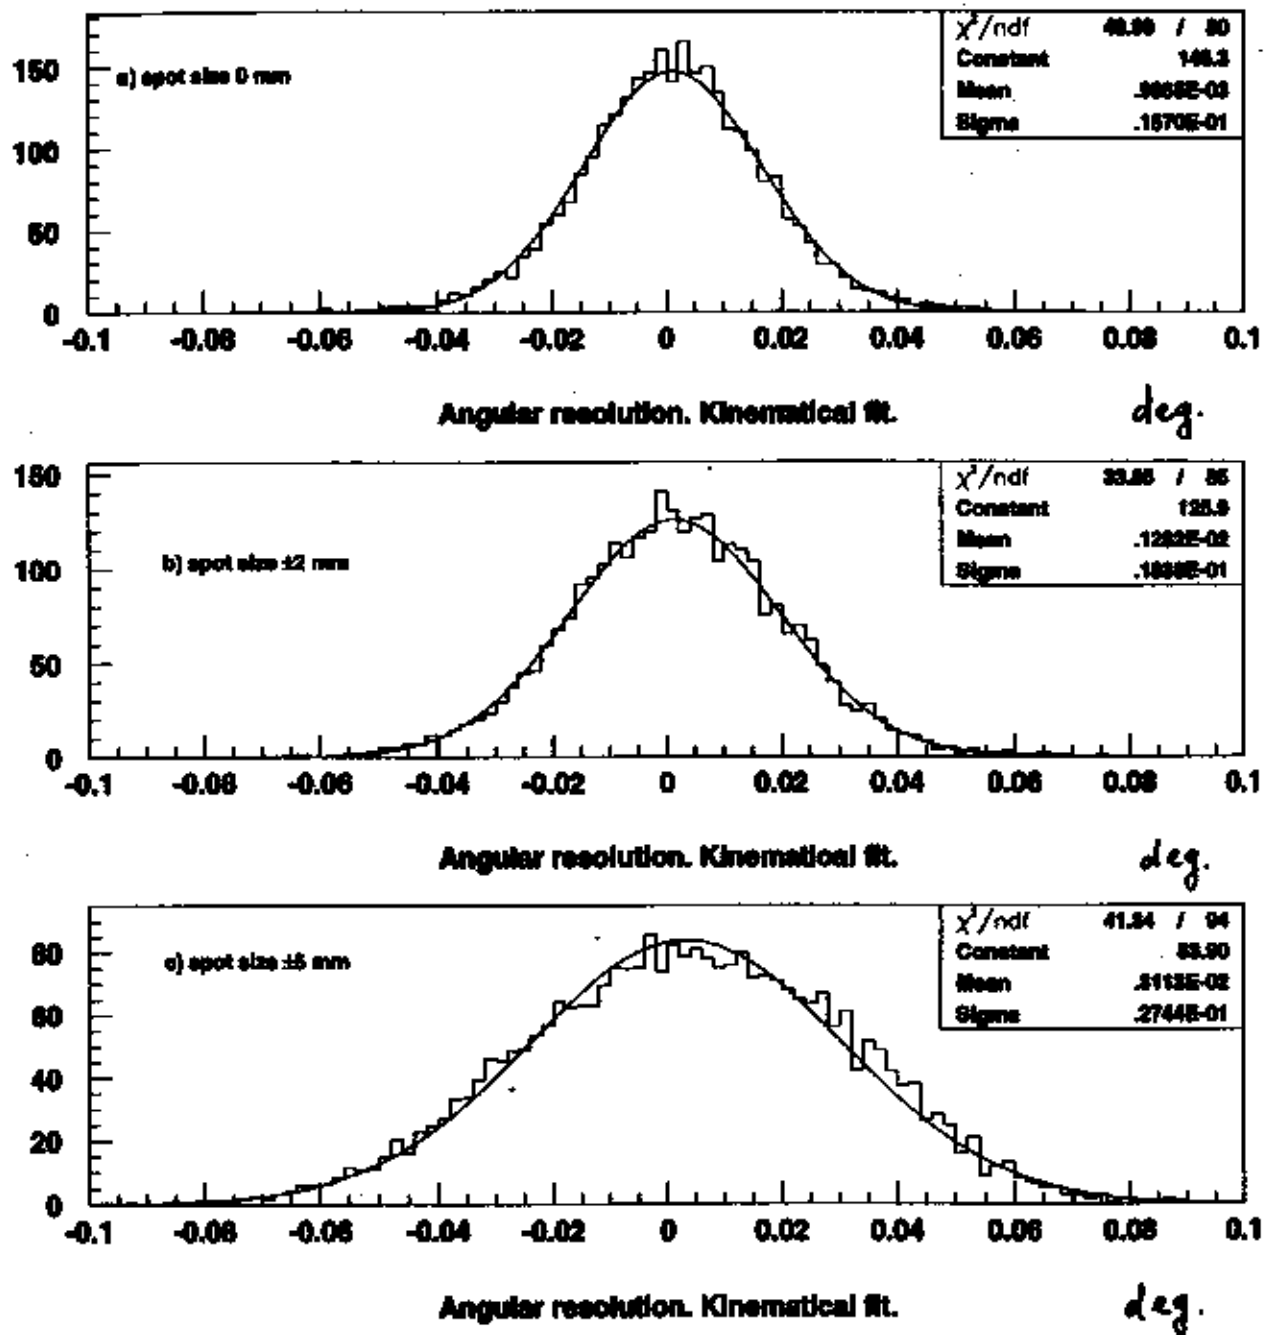 150
100
50
0
a) spot size 0 mm
χ²/ndf / 80
Constant 146.3
Mean
Sigma .1570E-01
-0.1 -0.08 -0.06 -0.04 -0.02 0 0.02 0.04 0.06 0.08 0.1
Angular resolution. Kinematical fit. deg.
150
100
50
0
b) spot size ±2 mm
χ²/ndf /
Constant 125.9
Mean
Sigma
-0.1 -0.08 -0.06 -0.04 -0.02 0 0.02 0.04 0.06 0.08 0.1
Angular resolution. Kinematical fit. deg.
80
60
40
20
0
c) spot size ±5 mm
χ²/ndf / 94
Constant 83.90
Mean
Sigma .2744E-01
-0.1 -0.08 -0.06 -0.04 -0.02 0 0.02 0.04 0.06 0.08 0.1
Angular resolution. Kinematical fit. deg.